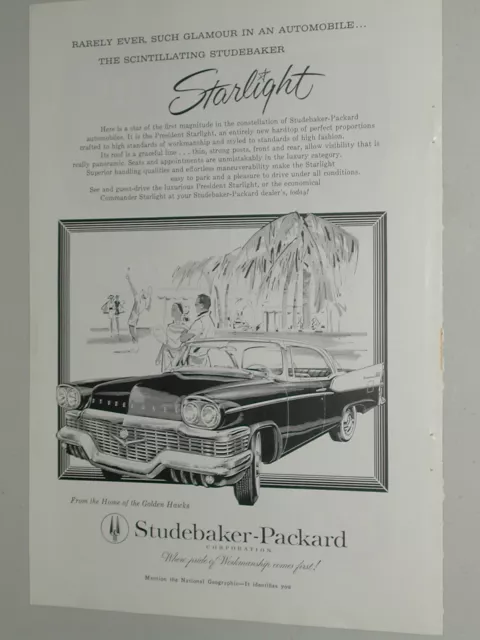 RARELY EVER, SUCH GLAMOUR IN AN AUTOMOBILE...
THE SCINTILLATING STUDEBAKER
Starlight
Here is a star of the first magnitude in the constellation of Studebaker-Packard
automobiles. It is the President Starlight, an entirely new hardtop of perfect proportions
crafted to high standards of workmanship and styled to standards of high fashion.
Its roof is a graceful line . . . thin, strong posts, front and rear, allow visibility that is
really panoramic. Seats and appointments are unmistakably in the luxury category.
Superior handling qualities and effortless maneuverability make the Starlight
easy to park and a pleasure to drive under all conditions.
See and guest-drive the luxurious President Starlight, or the economical
Commander Starlight at your Studebaker-Packard dealer's, today!
STUDEBAKER
From the Home of the Golden Hawks
Studebaker-Packard
CORPORATION
Where pride of Workmanship comes first!
Mention the National Geographic—It identifies you